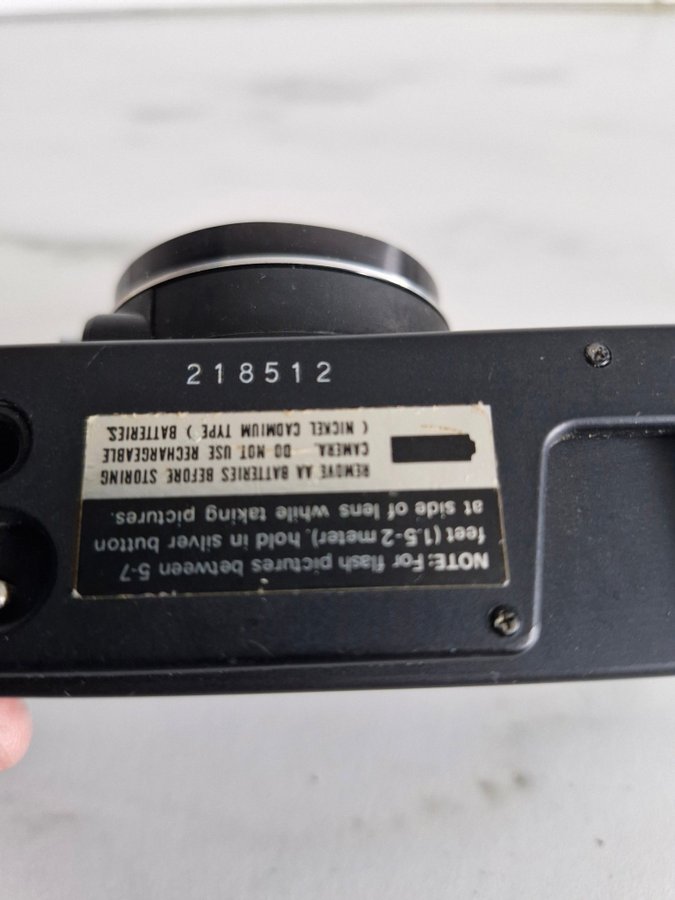 218512
NOTE: For flash pictures between 5-7
feet (1.5-2 meter), hold in silver button
at side of lens while taking pictures.
REMOVE AA BATTERIES BEFORE STORING
CAMERA. DO NOT USE RECHARGEABLE
( NICKEL CADMIUM TYPE ) BATTERIES.